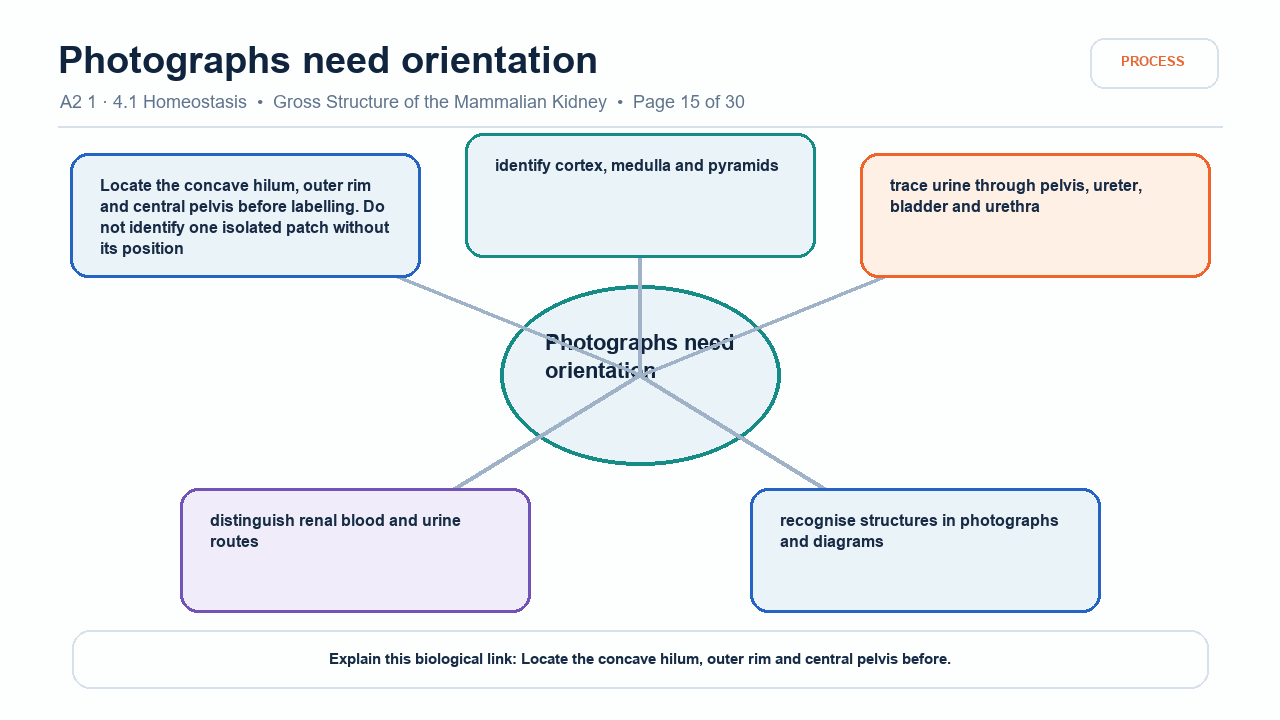 Photographs need orientation
PROCESS
A2 1 · 4.1 Homeostasis • Gross Structure of the Mammalian Kidney • Page 15 of 30
Locate the concave hilum, outer rim
and central pelvis before labelling. Do
not identify one isolated patch without
its position
identify cortex, medulla and pyramids
trace urine through pelvis, ureter,
bladder and urethra
Photographs need
orientation
distinguish renal blood and urine
routes
recognise structures in photographs
and diagrams
Explain this biological link: Locate the concave hilum, outer rim and central pelvis before.